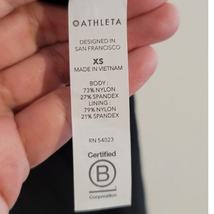 ATHLETA
DESIGNED IN
SAN FRANCISCO
XS
MADE IN VIETNAM
BODY:
73% NYLON
27% SPANDEX
LINING:
79% NYLON
21% SPANDEX
RN 54023
Certified
B
Corporation